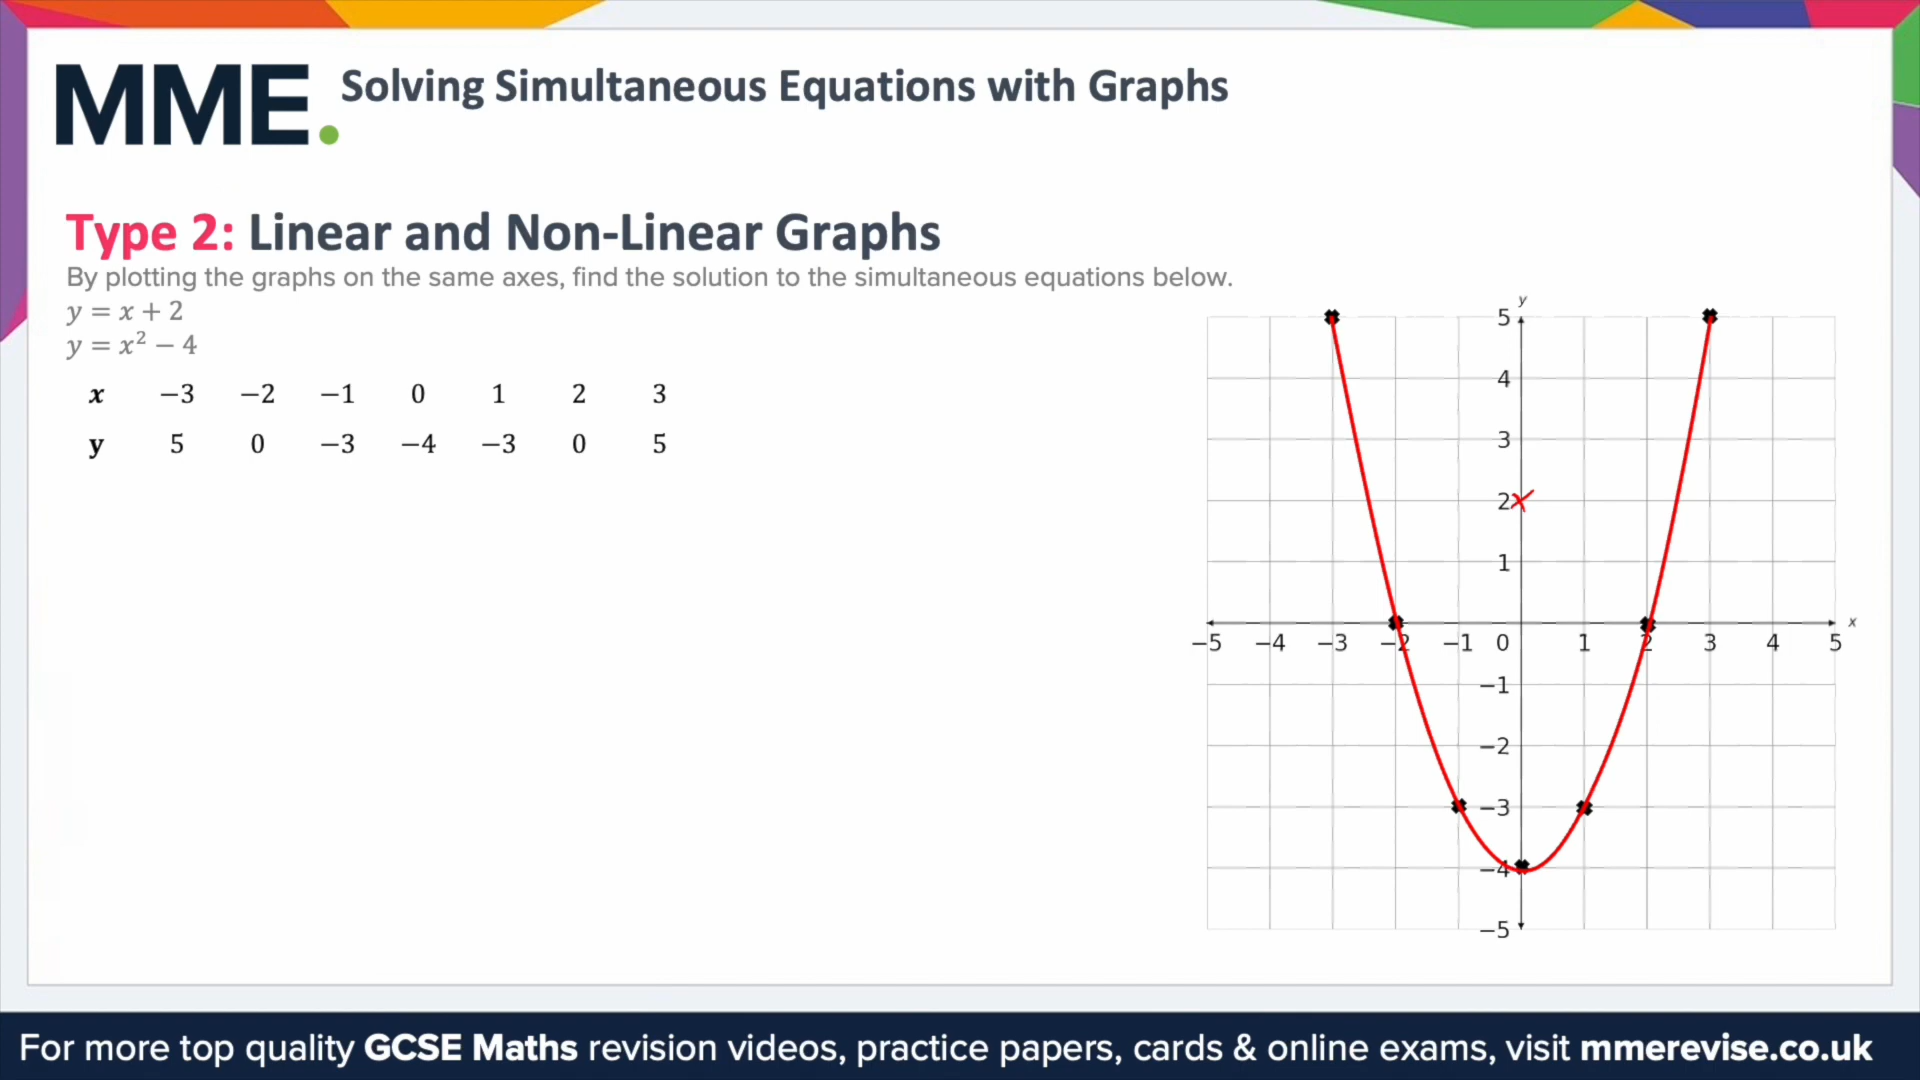 MME.
Solving Simultaneous Equations with Graphs
Type 2: Linear and Non-Linear Graphs
By plotting the graphs on the same axes, find the solution to the simultaneous equations below.
y = x + 2
y = x² − 4
x −3 −2 −1 0 1 2 3
y 5 0 −3 −4 −3 0 5
y
5
4
3
2
1
−5 −4 −3 −2 −1 0 1 2 3 4 5 x
−1
−2
−3
−4
−5
For more top quality GCSE Maths revision videos, practice papers, cards & online exams, visit mmerevise.co.uk